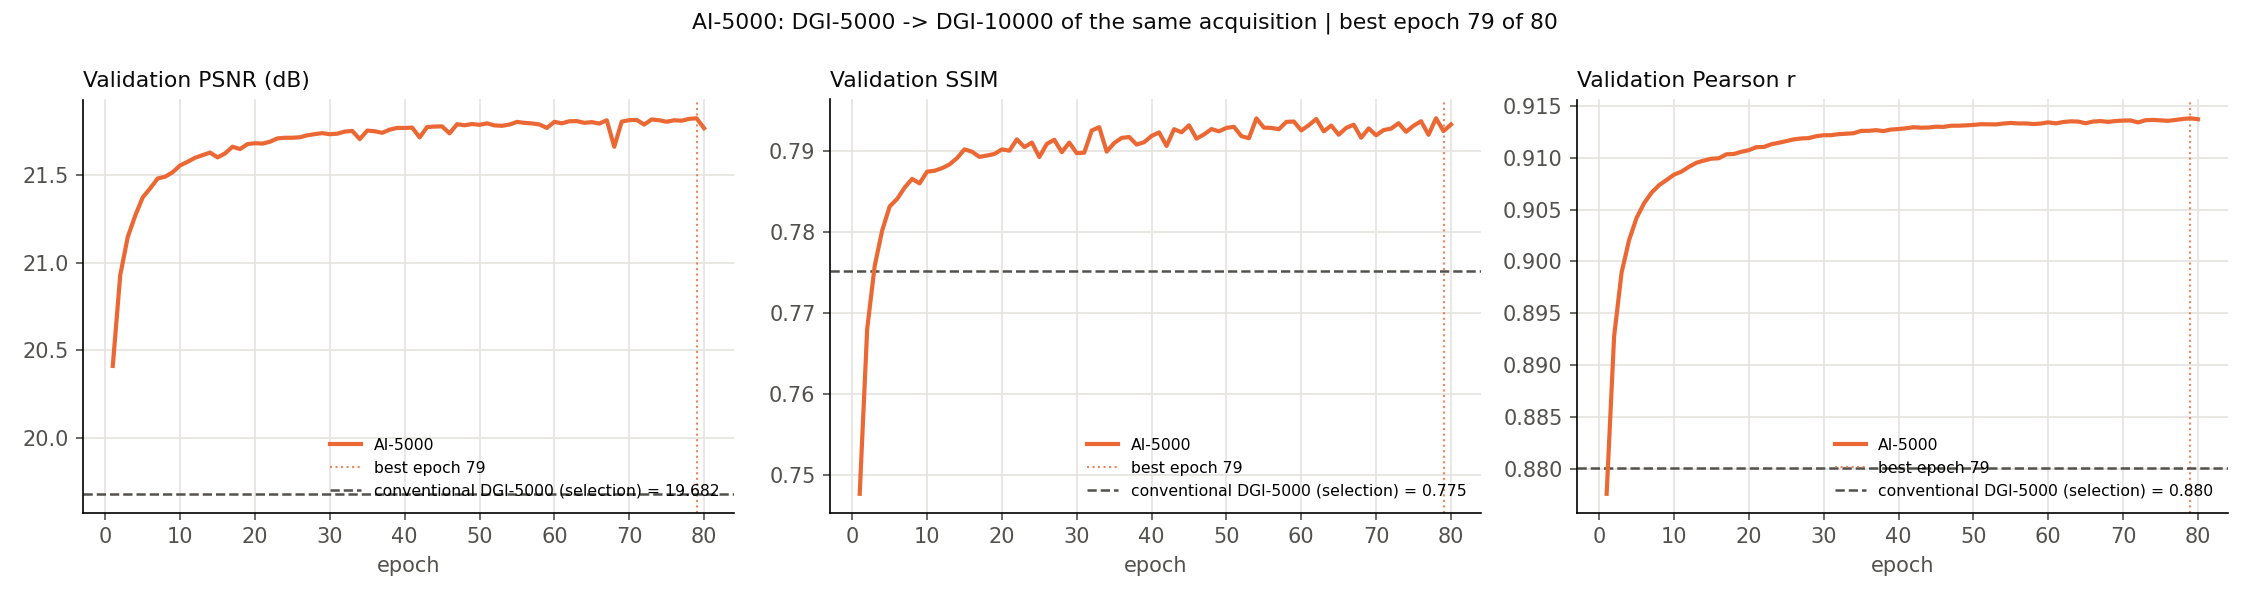 AI-5000: DGI-5000 -> DGI-10000 of the same acquisition | best epoch 79 of 80
Validation PSNR (dB)
21.5
21.0
20.5
20.0
AI-5000
best epoch 79
conventional DGI-5000 (selection) = 19.682
0 10 20 30 40 50 60 70 80
epoch
Validation SSIM
0.79
0.78
0.77
0.76
0.75
AI-5000
best epoch 79
conventional DGI-5000 (selection) = 0.775
0 10 20 30 40 50 60 70 80
epoch
Validation Pearson r
0.915
0.910
0.905
0.900
0.895
0.890
0.885
0.880
AI-5000
best epoch 79
conventional DGI-5000 (selection) = 0.880
0 10 20 30 40 50 60 70 80
epoch